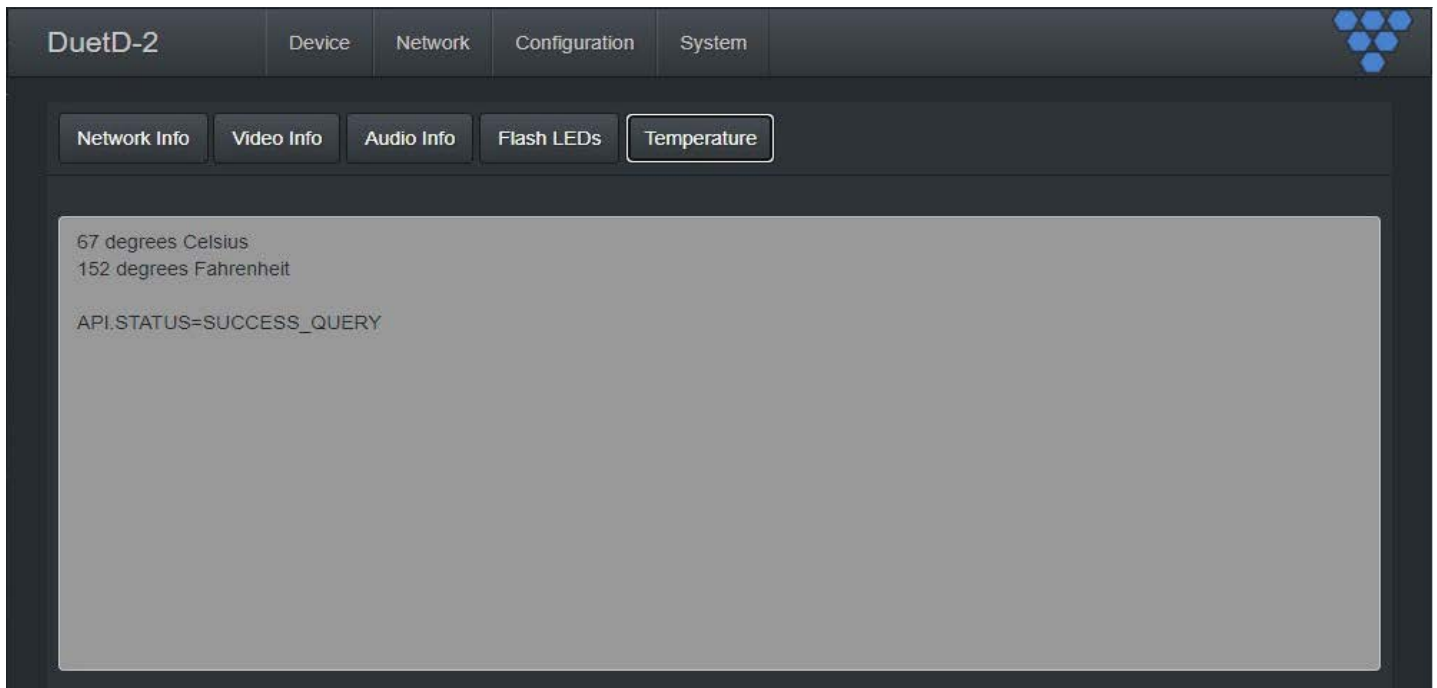 DuetD-2 Device Network Configuration System
Network Info Video Info Audio Info Flash LEDs Temperature
67 degrees Celsius
152 degrees Fahrenheit
API.STATUS=SUCCESS_QUERY